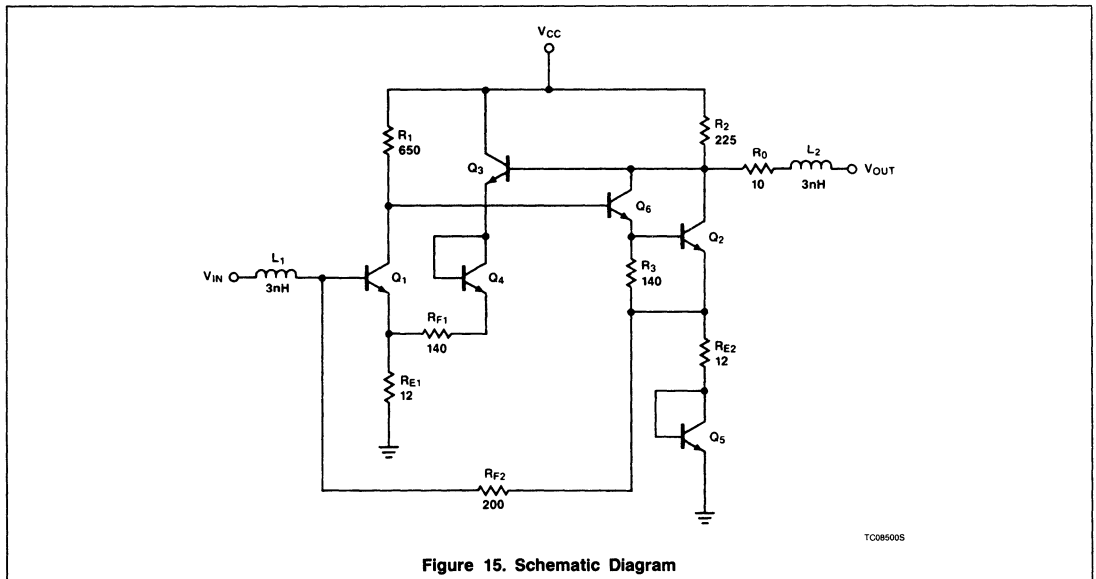 VCC
R1
650
R2
225
R0
10
L2
3nH
VOUT
Q3
Q6
Q2
L1
3nH
VIN
Q1
Q4
R3
140
RF1
140
RE1
12
RE2
12
Q5
RF2
200
TC08500S
Figure 15. Schematic Diagram